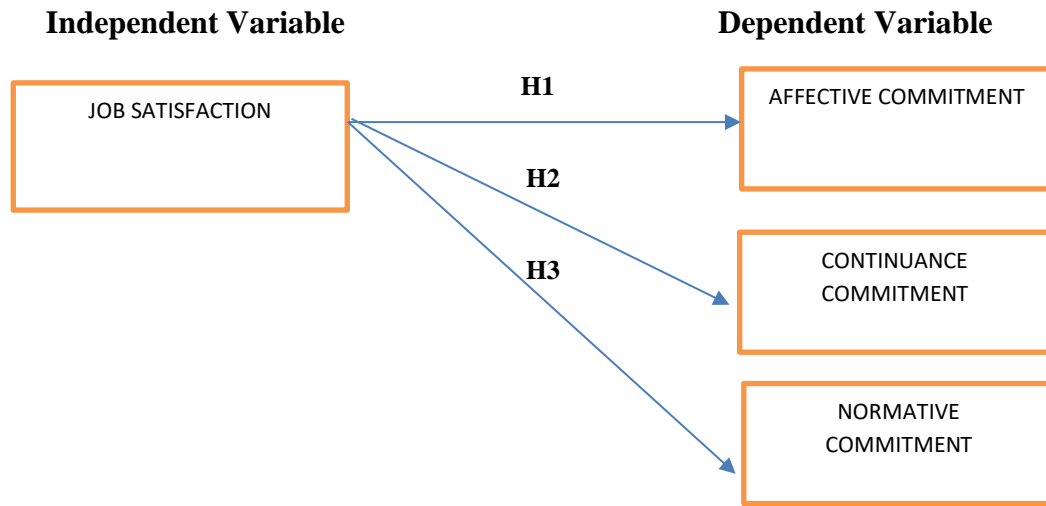 Independent Variable
Dependent Variable
JOB SATISFACTION
H1
AFFECTIVE COMMITMENT
H2
CONTINUANCE
COMMITMENT
H3
NORMATIVE
COMMITMENT